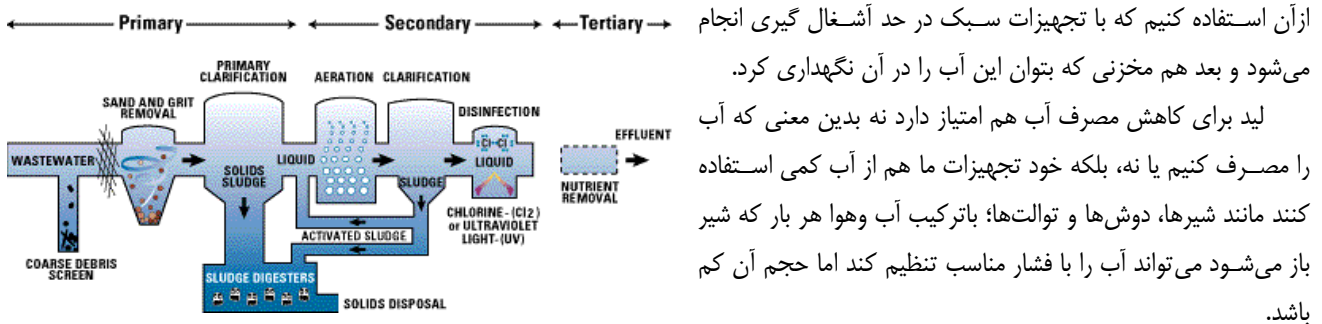 ازآن استفاده کنیم که با تجهیزات سبک در حد آشغال گیری انجام
می‌شود و بعد هم مخزنی که بتوان این آب را در آن نگهداری کرد.
لید برای کاهش مصرف آب هم امتیاز دارد نه بدین معنی که آب
را مصرف کنیم یا نه، بلکه خود تجهیزات ما هم از آب کمی استفاده
کنند مانند شیرها، دوش‌ها و توالت‌ها؛ باترکیب آب وهوا هر بار که شیر
باز می‌شود می‌تواند آب را با فشار مناسب تنظیم کند اما حجم آن کم
باشد.
Primary
Secondary
Tertiary
PRIMARY
CLARIFICATION
AERATION
CLARIFICATION
SAND AND GRIT
REMOVAL
DISINFECTION
Cl-Cl
EFFLUENT
WASTEWATER
LIQUID
LIQUID
SOLIDS
SLUDGE
SLUDGE
NUTRIENT
REMOVAL
CHLORINE-(Cl2)
or ULTRAVIOLET
LIGHT-(UV)
ACTIVATED SLUDGE
COARSE DEBRIS
SCREEN
SLUDGE DIGESTERS
SOLIDS DISPOSAL